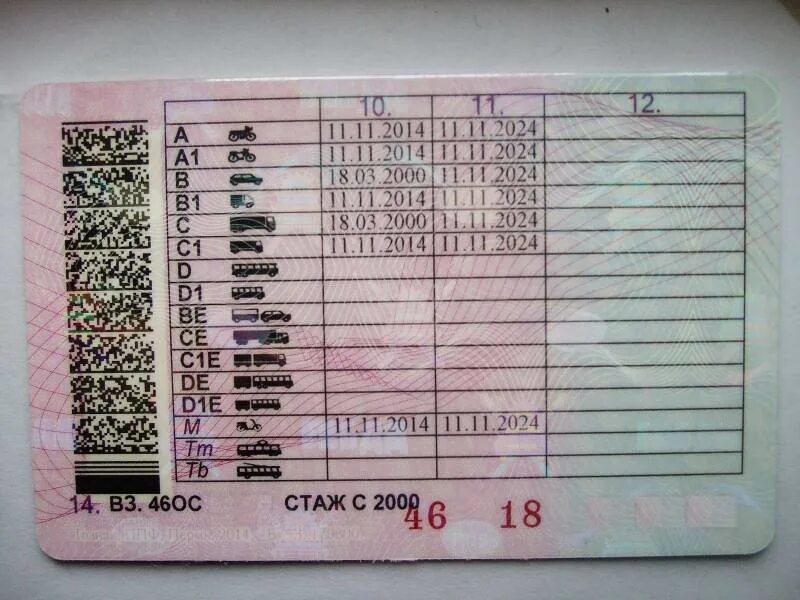 10. 11. 12.
A 11.11.2014 11.11.2024
A1 11.11.2014 11.11.2024
B 18.03.2000 11.11.2024
B1 11.11.2014 11.11.2024
C 18.03.2000 11.11.2024
C1 11.11.2014 11.11.2024
D
D1
BE
CE
C1E
DE
D1E
M 11.11.2014 11.11.2024
Tm
Tb
14. ВЗ. 46ОС СТАЖ С 2000
46 18